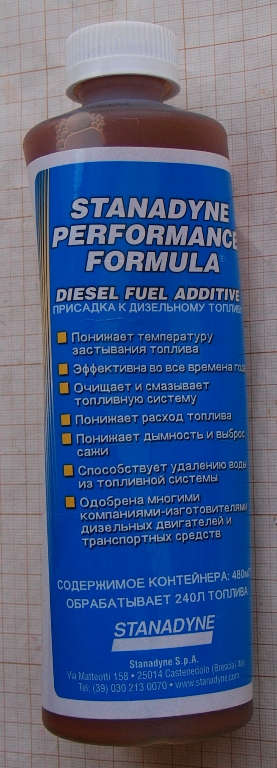 STANADYNE
PERFORMANCE
FORMULA
DIESEL FUEL ADDITIVE
ПРИСАДКА К ДИЗЕЛЬНОМУ ТОПЛИВУ
Понижает температуру
застывания топлива
Эффективна во все времена года
Очищает и смазывает
топливную систему
Понижает расход топлива
Понижает дымность и выброс
сажи
Способствует удалению воды
из топливной системы
Одобрена многими
компаниями-изготовителями
дизельных двигателей и
транспортных средств
СОДЕРЖИМОЕ КОНТЕЙНЕРА: 480мл
ОБРАБАТЫВАЕТ 240Л ТОПЛИВА
STANADYNE
Stanadyne S.p.A.
Via Matteotti 158 • 25014 Castenedolo (Brescia) Italy
Tel: (39) 030 213 0070 • www.stanadyne.com